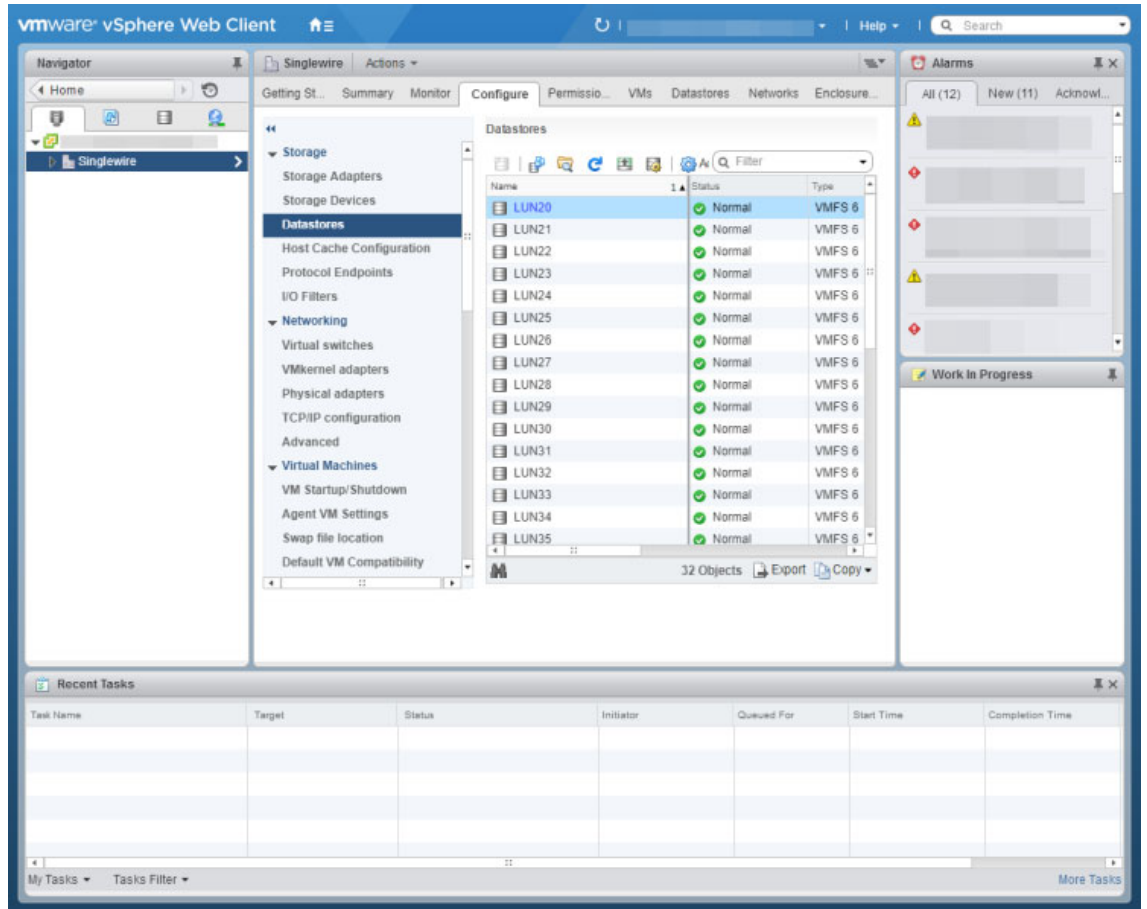 vmware® vSphere Web Client
Help
Search
Navigator
Home
Singlewire
Singlewire Actions
Getting St... Summary Monitor Configure Permissio... VMs Datastores Networks Enclosure...
Storage
Storage Adapters
Storage Devices
Datastores
Host Cache Configuration
Protocol Endpoints
I/O Filters
Networking
Virtual switches
VMkernel adapters
Physical adapters
TCP/IP configuration
Advanced
Virtual Machines
VM Startup/Shutdown
Agent VM Settings
Swap file location
Default VM Compatibility
Datastores
Filter
Name 1 Status Type
LUN20 Normal VMFS 6
LUN21 Normal VMFS 6
LUN22 Normal VMFS 6
LUN23 Normal VMFS 6
LUN24 Normal VMFS 6
LUN25 Normal VMFS 6
LUN26 Normal VMFS 6
LUN27 Normal VMFS 6
LUN28 Normal VMFS 6
LUN29 Normal VMFS 6
LUN30 Normal VMFS 6
LUN31 Normal VMFS 6
LUN32 Normal VMFS 6
LUN33 Normal VMFS 6
LUN34 Normal VMFS 6
LUN35 Normal VMFS 6
32 Objects Export Copy
Alarms
All (12) New (11) Acknowl...
Work In Progress
Recent Tasks
Task Name Target Status Initiator Queued For Start Time Completion Time
My Tasks Tasks Filter More Tasks